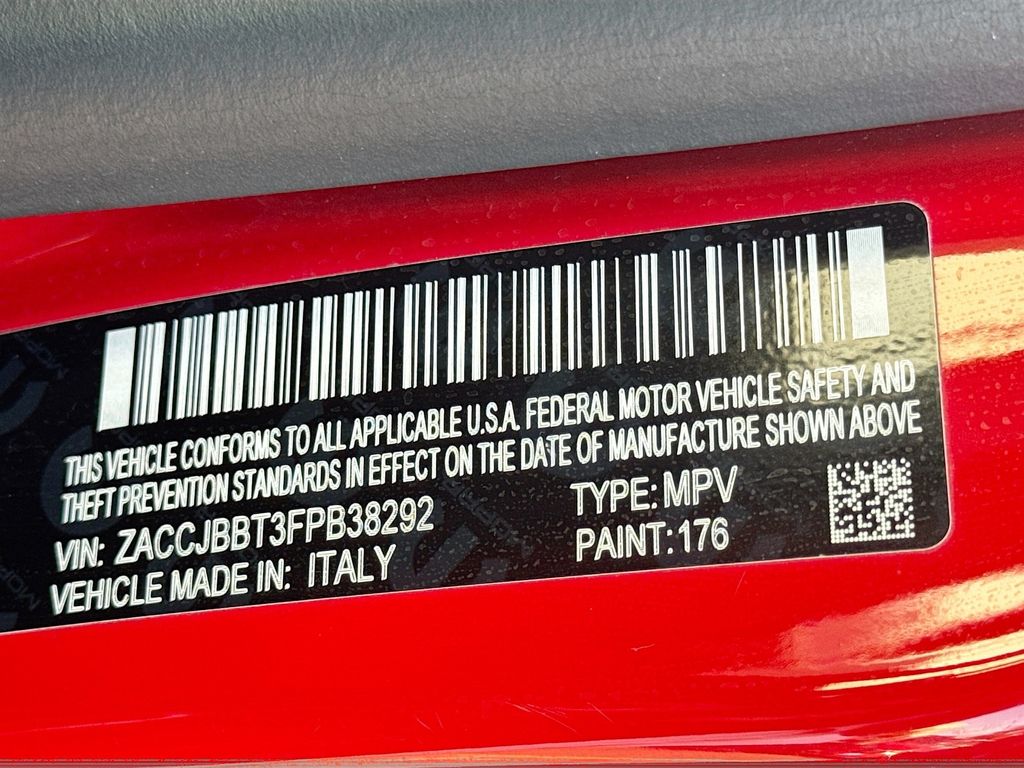 THIS VEHICLE CONFORMS TO ALL APPLICABLE U.S.A. FEDERAL MOTOR VEHICLE SAFETY AND
THEFT PREVENTION STANDARDS IN EFFECT ON THE DATE OF MANUFACTURE SHOWN ABOVE
VIN: ZACCJBBT3FPB38292 TYPE: MPV
VEHICLE MADE IN: ITALY PAINT: 176